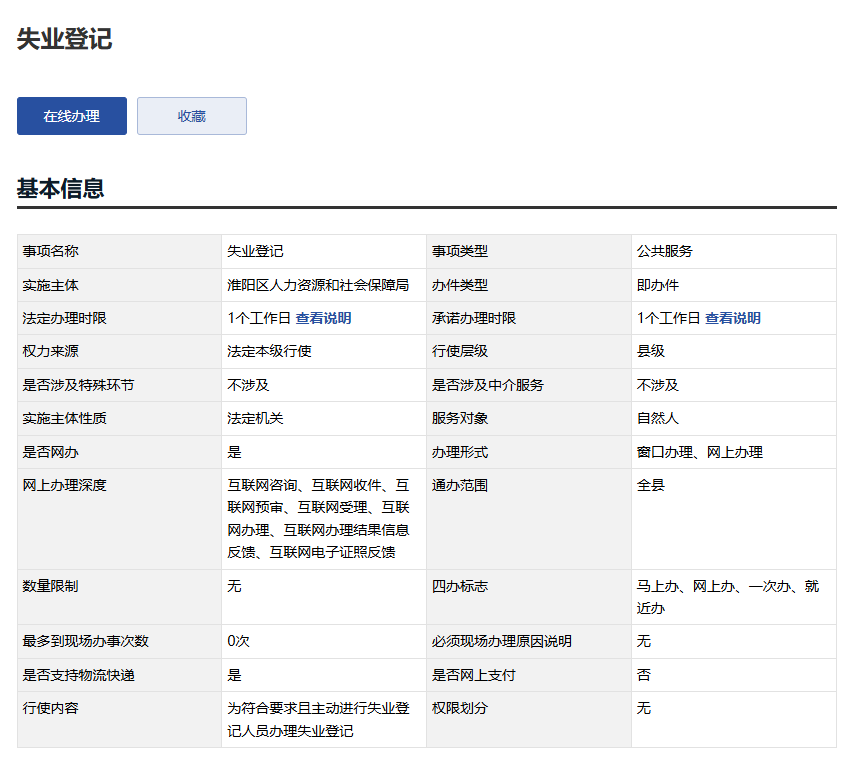 失业登记
在线办理 收藏
基本信息
事项名称 失业登记 事项类型 公共服务
实施主体 淮阳区人力资源和社会保障局 办件类型 即办件
法定办理时限 1个工作日 查看说明 承诺办理时限 1个工作日 查看说明
权力来源 法定本级行使 行使层级 县级
是否涉及特殊环节 不涉及 是否涉及中介服务 不涉及
实施主体性质 法定机关 服务对象 自然人
是否网办 是 办理形式 窗口办理、网上办理
网上办理深度 互联网咨询、互联网收件、互 通办范围 全县
联网预审、互联网受理、互联
网办理、互联网办理结果信息
反馈、互联网电子证照反馈
数量限制 无 四办标志 马上办、网上办、一次办、就
近办
最多到现场办事次数 0次 必须现场办理原因说明 无
是否支持物流快递 是 是否网上支付 否
行使内容 为符合要求且主动进行失业登 权限划分 无
记人员办理失业登记